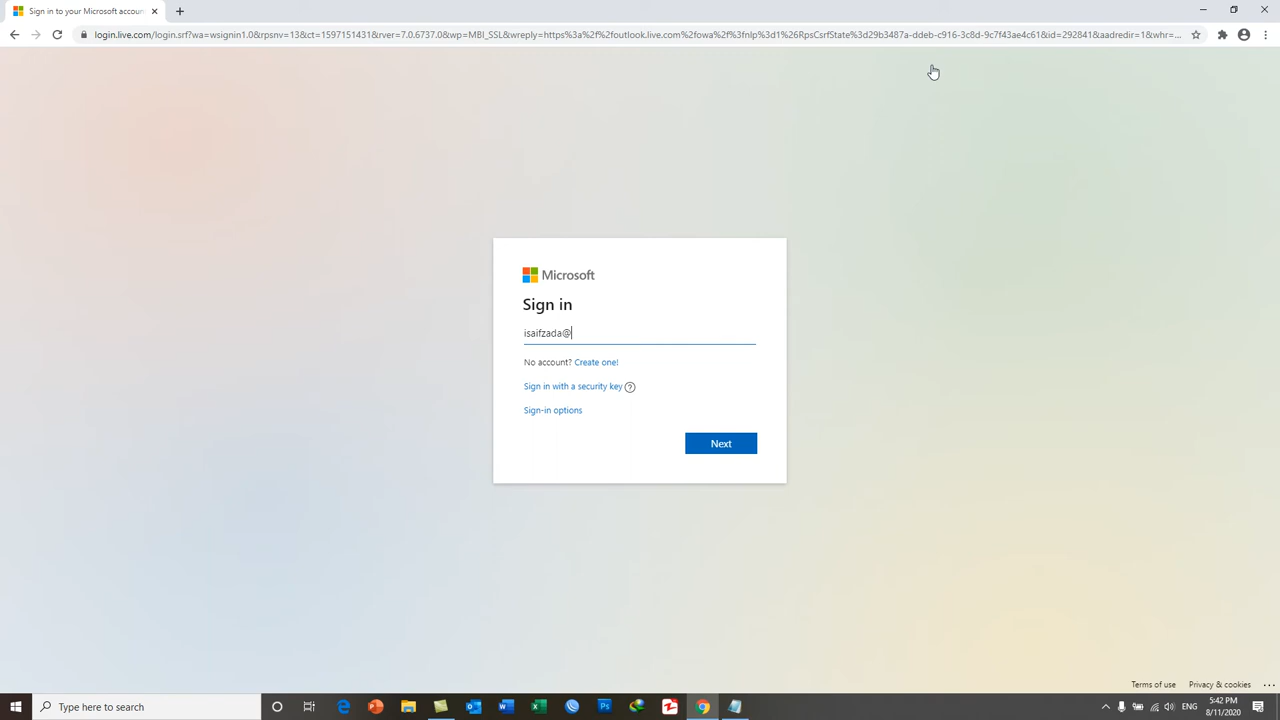 Sign in to your Microsoft accoun
login.live.com/login.srf?wa=wsignin1.0&rpsnv=13&ct=1597151431&rver=7.0.6737.0&wp=MBI_SSL&wreply=https%3a%2f%2foutlook.live.com%2fowa%2f%3fnlp%3d1%26RpsCsrfState%3d29b3487a-ddeb-c916-3c8d-9c7f43ae4c61&id=292841&aadredir=1&whr=...
Microsoft
Sign in
isaifzada@
No account? Create one!
Sign in with a security key ?
Sign-in options
Next
Terms of use Privacy & cookies ...
Type here to search
ENG
5:42 PM
8/11/2020